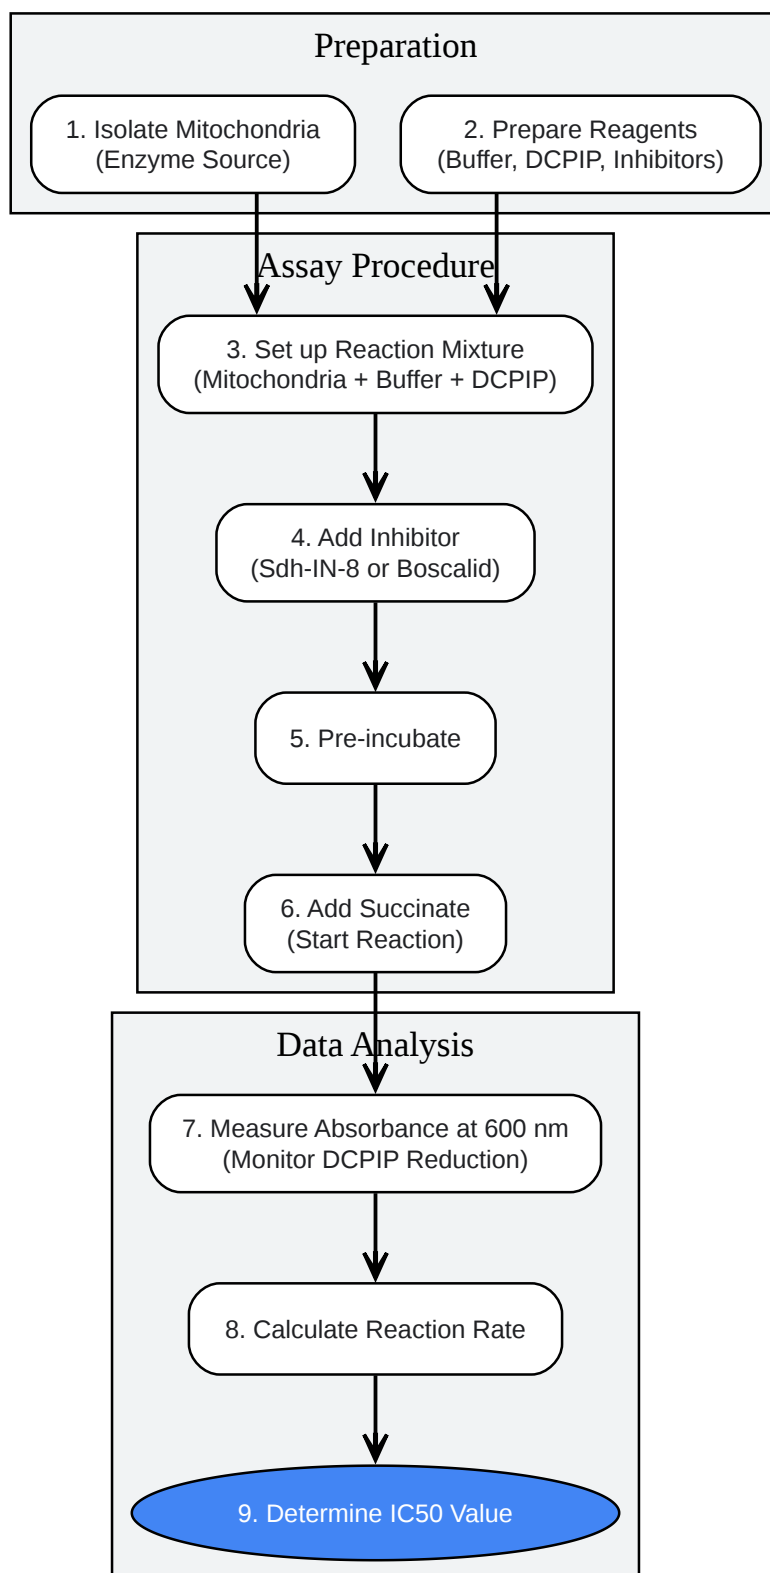 Preparation
1. Isolate Mitochondria
(Enzyme Source)
2. Prepare Reagents
(Buffer, DCPIP, Inhibitors)
Assay Procedure
3. Set up Reaction Mixture
(Mitochondria + Buffer + DCPIP)
4. Add Inhibitor
(Sdh-IN-8 or Boscalid)
5. Pre-incubate
6. Add Succinate
(Start Reaction)
Data Analysis
7. Measure Absorbance at 600 nm
(Monitor DCPIP Reduction)
8. Calculate Reaction Rate
9. Determine IC50 Value